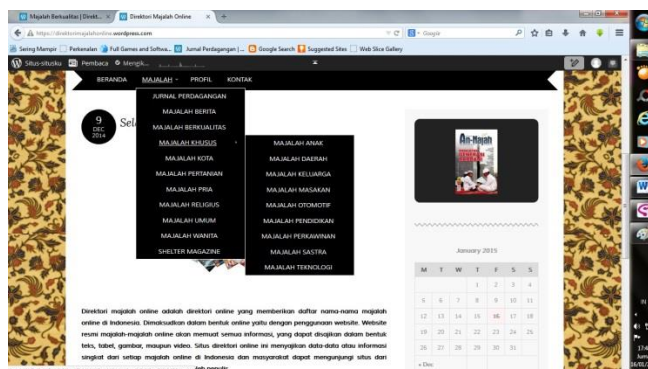 Majalah Berkualitas | Direkt...
Direktori Majalah Online
https://direktorimajalahonline.wordpress.com
Google
Sering Mampir
Perkenalan
Full Games and Softwa...
Jurnal Perdagangan | ...
Google Search
Suggested Sites
Web Slice Gallery
Situs-situsku
Pembaca
Mengik...
BERANDA
MAJALAH
PROFIL
KONTAK
JURNAL PERDAGANGAN
MAJALAH BERITA
MAJALAH BERKUALITAS
MAJALAH KHUSUS
MAJALAH KOTA
MAJALAH PERTANIAN
MAJALAH PRIA
MAJALAH RELIGIUS
MAJALAH UMUM
MAJALAH WANITA
SHELTER MAGAZINE
MAJALAH ANAK
MAJALAH DAERAH
MAJALAH KELUARGA
MAJALAH MASAKAN
MAJALAH OTOMOTIF
MAJALAH PENDIDIKAN
MAJALAH PERKAWINAN
MAJALAH SASTRA
MAJALAH TEKNOLOGI
9
DEC
2014
Sela
An-Najah
January 2015
M T W T F S S
1 2 3 4
5 6 7 8 9 10 11
12 13 14 15 16 17 18
19 20 21 22 23 24 25
26 27 28 29 30 31
« Dec
Direktori majalah online adalah direktori online yang memberikan daftar nama-nama majalah
online di Indonesia. Dimaksudkan dalam bentuk online yaitu dengan penggunaan website. Website
resmi majalah-majalah online akan memuat semua informasi, yang dapat disajikan dalam bentuk
teks, tabel, gambar, maupun video. Situs direktori online ini menyajikan data-data atau informasi
singkat dari setiap majalah online di Indonesia dan masyarakat dapat mengunjungi situs dari
IN